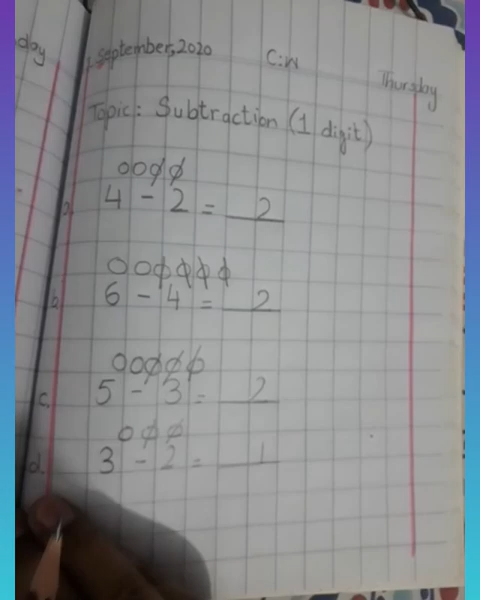 day
1. September, 2020 C:W Thursday
Topic: Subtraction (1 digit)
a. 4 - 2 = 2
b. 6 - 4 = 2
c. 5 - 3 = 2
d. 3 - 2 = 1